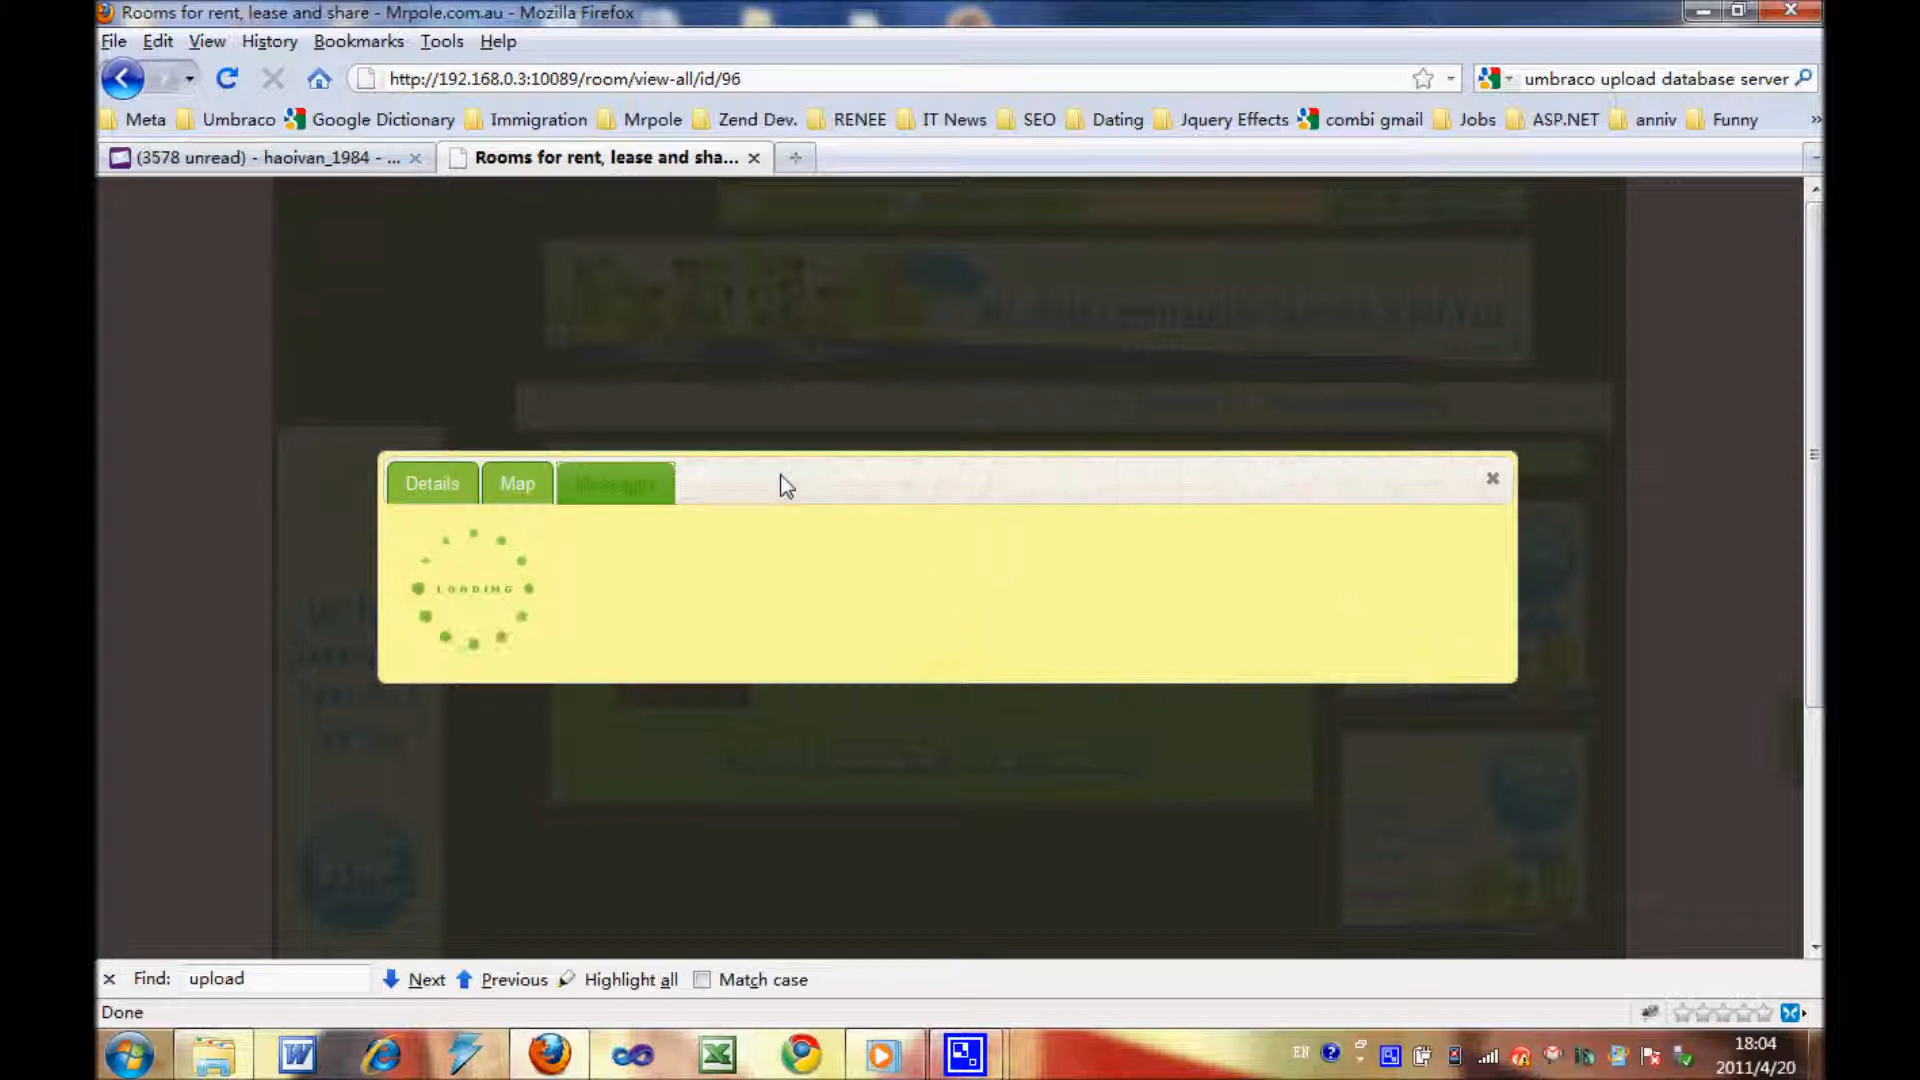 Rooms for rent, lease and share - Mrpole.com.au - Mozilla Firefox
File Edit View History Bookmarks Tools Help
http://192.168.0.3:10089/room/view-all/id/96
umbraco upload database server
Meta Umbraco Google Dictionary Immigration Mrpole Zend Dev. RENEE IT News SEO Dating Jquery Effects combi gmail Jobs ASP.NET anniv Funny »
(3578 unread) - haoivan_1984 - ...
Rooms for rent, lease and sha...
Details Map Messages
LOADING
Find: upload Next Previous Highlight all Match case
Done
EN
18:04
2011/4/20